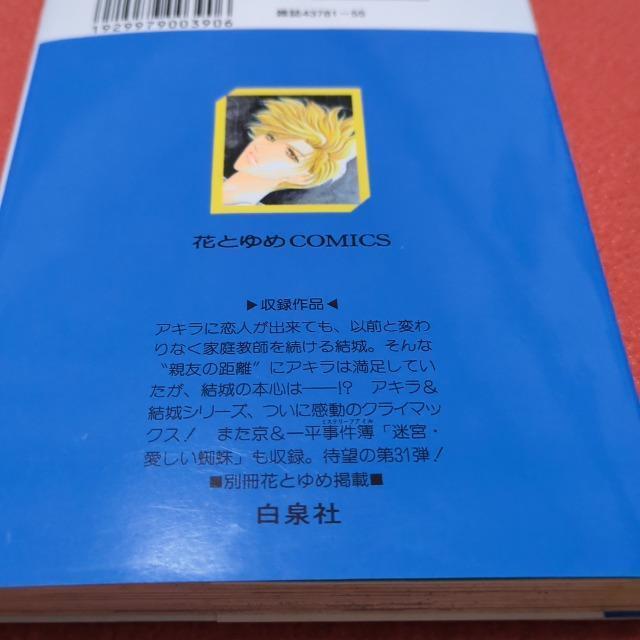 1929979003906
雑誌43781-55
花とゆめCOMICS
▶収録作品◀
アキラに恋人が出来ても、以前と変わ
りなく家庭教師を続ける結城。そんな
〝親友の距離〟にアキラは満足してい
たが、結城の本心は——!? アキラ&
結城シリーズ、ついに感動のクライマッ
クス! また京&一平事件簿「迷宮・
愛しい蜘蛛」も収録。待望の第31弾!
■別冊花とゆめ掲載■
白泉社